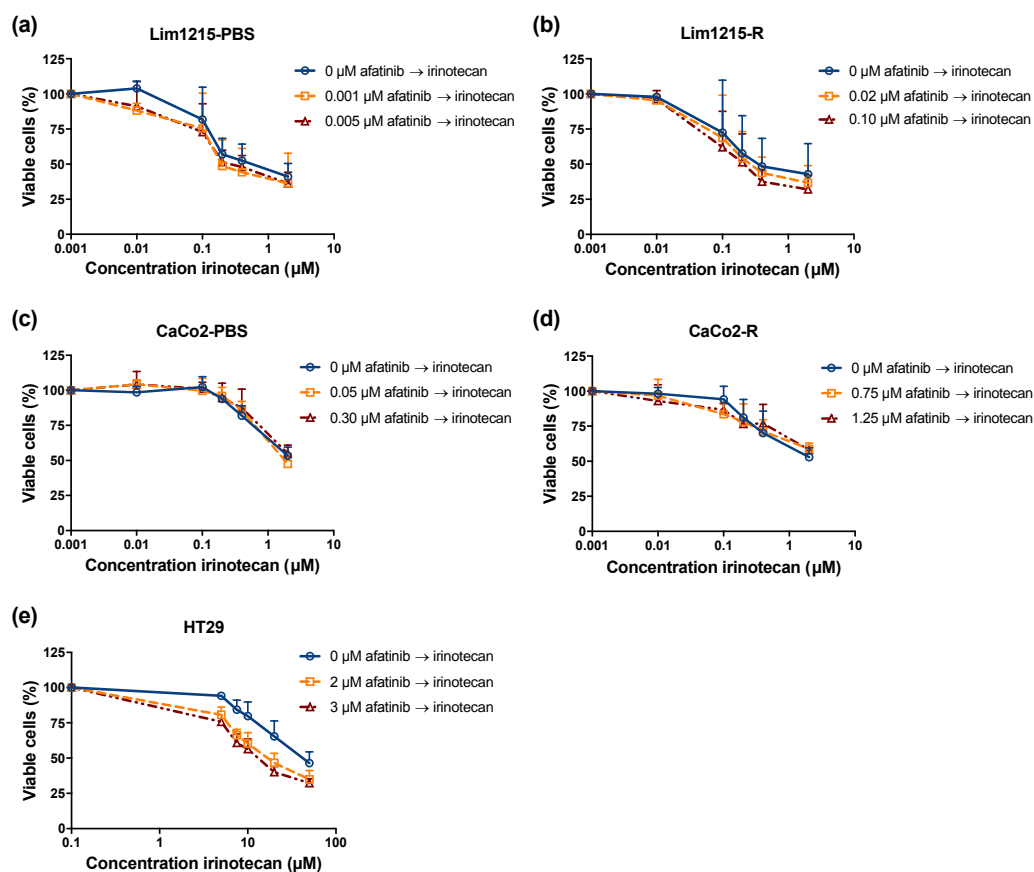 (a)
Lim1215-PBS
125
100
75
50
25
0
0.001
0.01
0.1
1
10
Viable cells (%)
Concentration irinotecan (µM)
0 µM afatinib → irinotecan
0.001 µM afatinib → irinotecan
0.005 µM afatinib → irinotecan
(b)
Lim1215-R
125
100
75
50
25
0
0.001
0.01
0.1
1
10
Viable cells (%)
Concentration irinotecan (µM)
0 µM afatinib → irinotecan
0.02 µM afatinib → irinotecan
0.10 µM afatinib → irinotecan
(c)
CaCo2-PBS
125
100
75
50
25
0
0.001
0.01
0.1
1
10
Viable cells (%)
Concentration irinotecan (µM)
0 µM afatinib → irinotecan
0.05 µM afatinib → irinotecan
0.30 µM afatinib → irinotecan
(d)
CaCo2-R
125
100
75
50
25
0
0.001
0.01
0.1
1
10
Viable cells (%)
Concentration irinotecan (µM)
0 µM afatinib → irinotecan
0.75 µM afatinib → irinotecan
1.25 µM afatinib → irinotecan
(e)
HT29
125
100
75
50
25
0
0.1
1
10
100
Viable cells (%)
Concentration irinotecan (µM)
0 µM afatinib → irinotecan
2 µM afatinib → irinotecan
3 µM afatinib → irinotecan